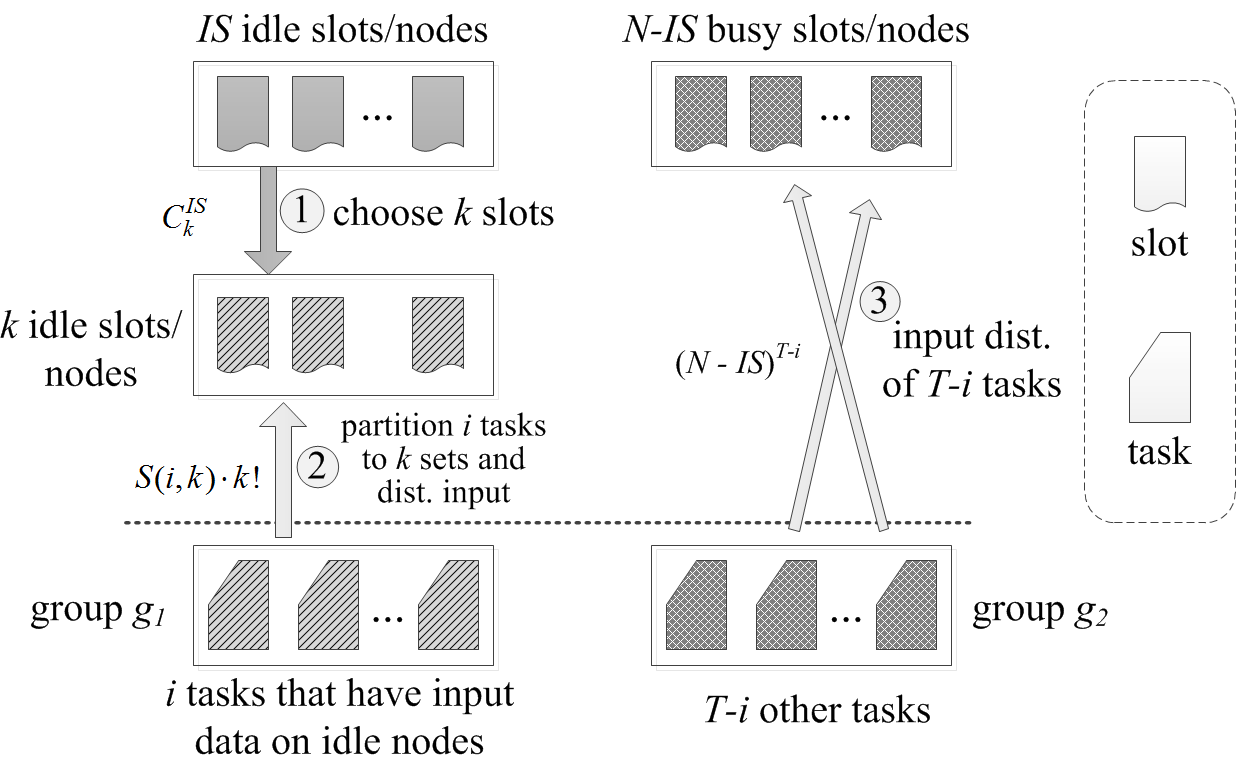 IS idle slots/nodes
N-IS busy slots/nodes
...
...
C_k^{IS}
1 choose k slots
slot
k idle slots/
nodes
3
input dist.
of T-i tasks
(N - IS)^{T-i}
task
2
partition i tasks
to k sets and
dist. input
S(i,k)·k!
group g_1
...
...
group g_2
i tasks that have input
data on idle nodes
T-i other tasks